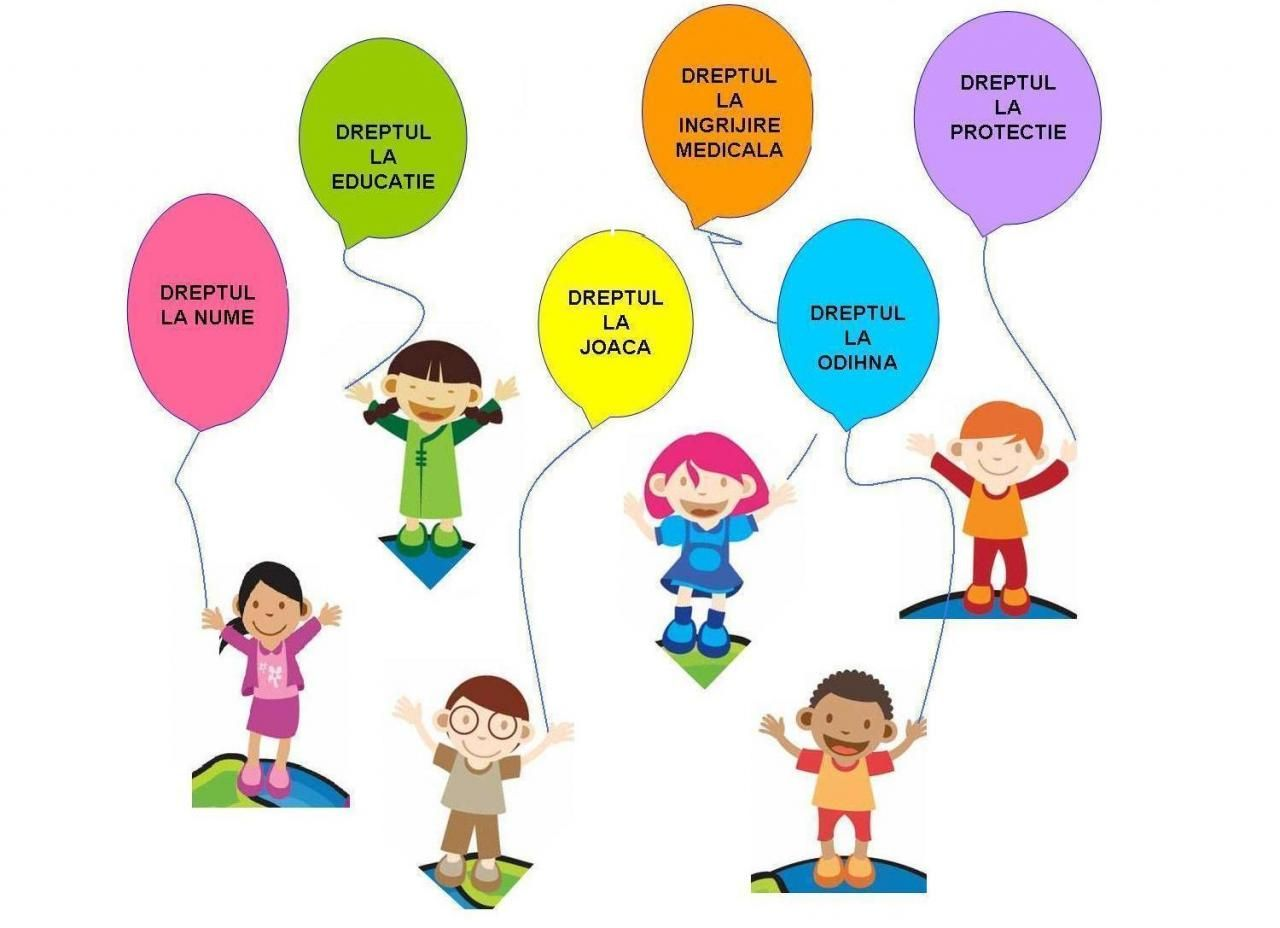 DREPTUL
LA NUME
DREPTUL
LA
EDUCATIE
DREPTUL
LA
JOACA
DREPTUL
LA
INGRIJIRE
MEDICALA
DREPTUL
LA
ODIHNA
DREPTUL
LA
PROTECTIE